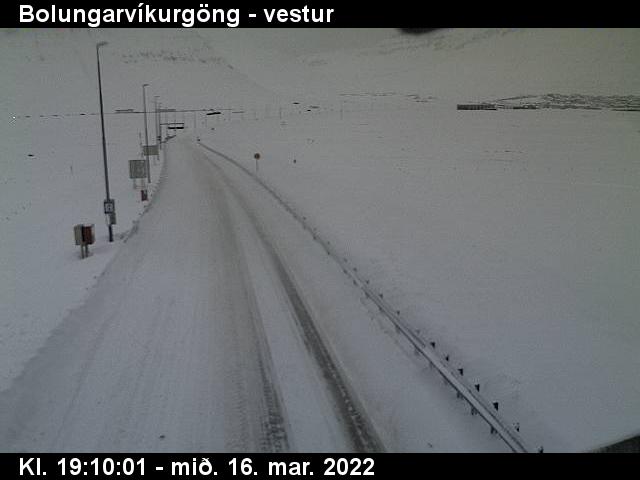 Bolungarvíkurgöng - vestur
Kl. 19:10:01 - mið. 16. mar. 2022